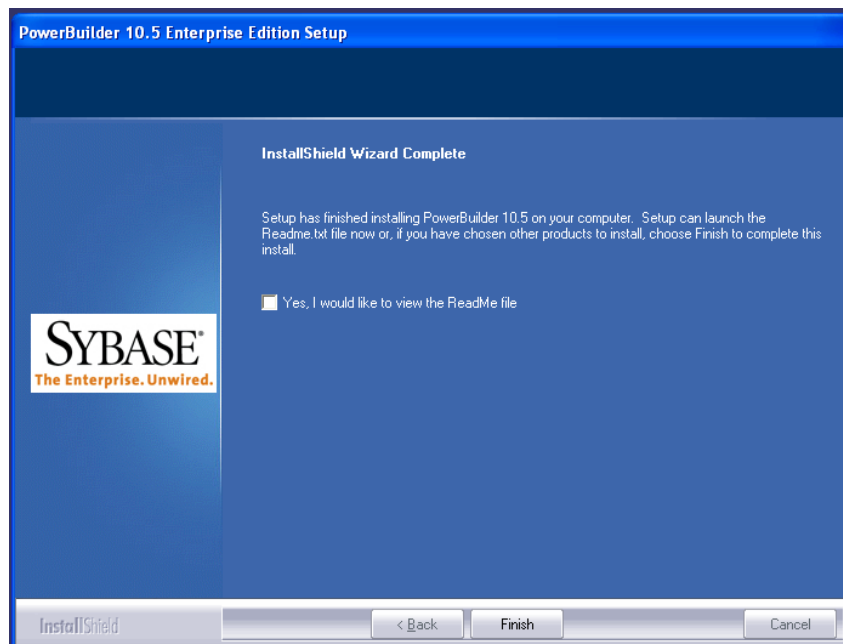 PowerBuilder 10.5 Enterprise Edition Setup
InstallShield Wizard Complete
Setup has finished installing PowerBuilder 10.5 on your computer. Setup can launch the
Readme.txt file now or, if you have chosen other products to install, choose Finish to complete this
install.
Yes, I would like to view the ReadMe file
SYBASE®
The Enterprise. Unwired.
InstallShield
< Back
Finish
Cancel